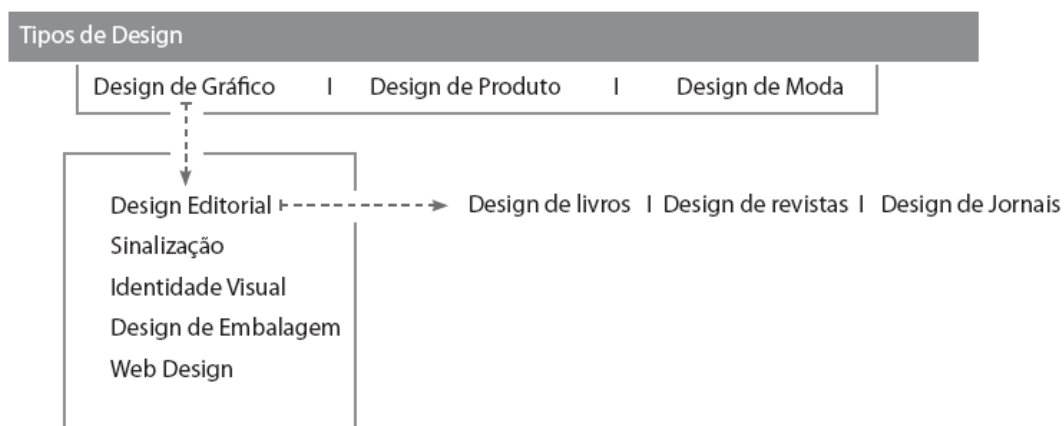 Tipos de Design
Design de Gráfico I Design de Produto I Design de Moda
Design Editorial Design de livros I Design de revistas I Design de Jornais
Sinalização
Identidade Visual
Design de Embalagem
Web Design